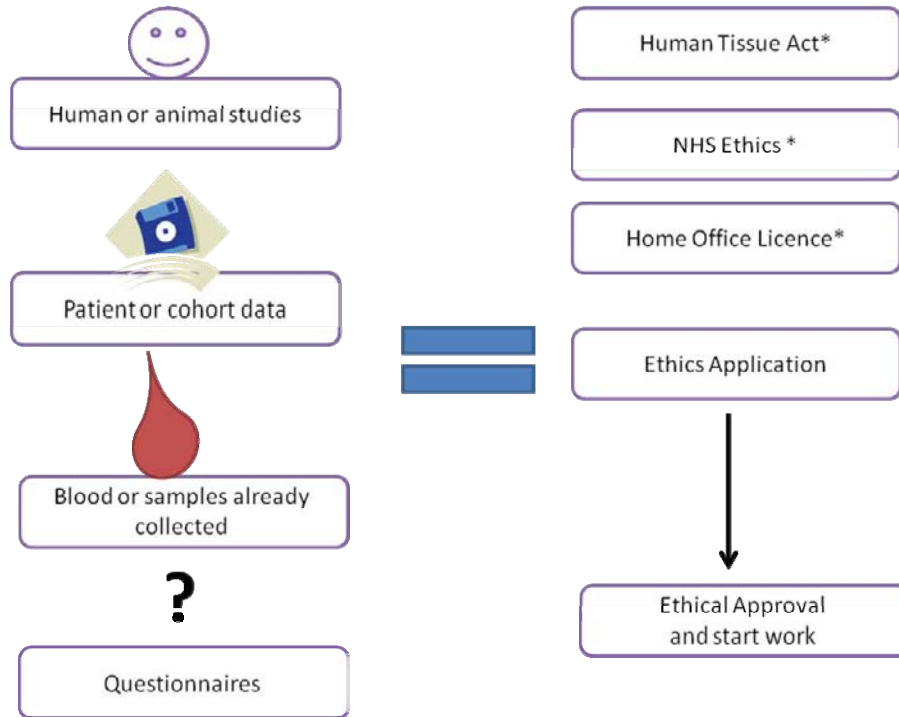 Human or animal studies
Patient or cohort data
Blood or samples already
collected
?
Questionnaires
Human Tissue Act*
NHS Ethics *
Home Office Licence*
Ethics Application
Ethical Approval
and start work